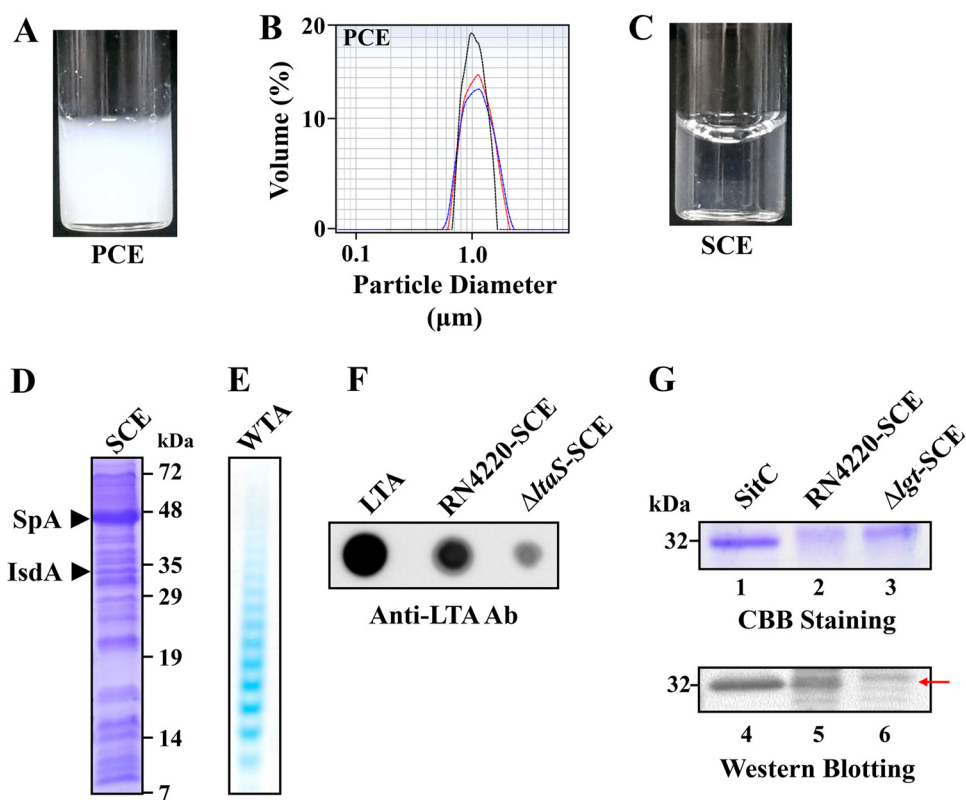 A
PCE
B
PCE
20
10
0
Volume (%)
0.1 1.0
Particle Diameter
(μm)
C
SCE
D
SCE
kDa
72
48
35
29
19
14
7
SpA
IsdA
E
WTA
F
LTA
RN4220-SCE
ΔltaS-SCE
Anti-LTA Ab
G
SitC
RN4220-SCE
Δlgt-SCE
kDa
32
1 2 3
CBB Staining
32
4 5 6
Western Blotting